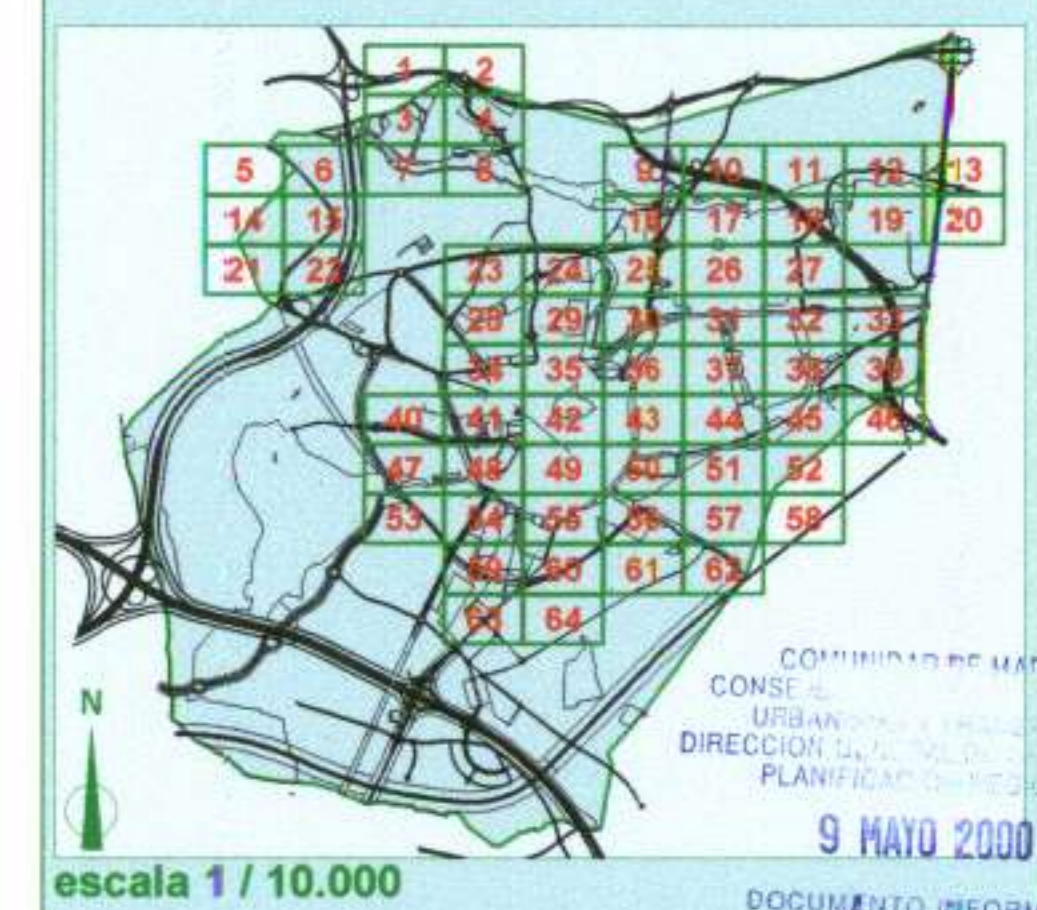 1 2
3 4
5 6 7 8 9 10 11 12 13
14 15 16 17 18 19 20
21 22 23 24 25 26 27
28 29 30 31 32 33
34 35 36 37 38 39
40 41 42 43 44 45 46
47 48 49 50 51 52
53 54 55 56 57 58
59 60 61 62
63 64
COMUNIDAD DE MAD
URBAN
DIRECCION
N
9 MAYO 2000
escala 1 / 10.000
DOCUMENTO